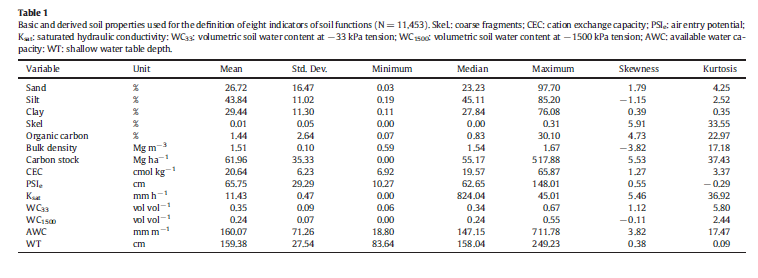 Table 1
Basic and derived soil properties used for the definition of eight indicators of soil functions (N = 11,453). SkeL: coarse fragments; CEC: cation exchange capacity; PSIe: air entry potential;
Ksat: saturated hydraulic conductivity; WC33: volumetric soil water content at −33 kPa tension; WC1500: volumetric soil water content at −1500 kPa tension; AWC: available water ca-
pacity; WT: shallow water table depth.
Variable Unit Mean Std. Dev. Minimum Median Maximum Skewness Kurtosis
Sand % 26.72 16.47 0.03 23.23 97.70 1.79 4.25
Silt % 43.84 11.02 0.19 45.11 85.20 −1.15 2.52
Clay % 29.44 11.30 0.11 27.84 76.08 0.39 0.35
Skel % 0.01 0.05 0.00 0.00 0.31 5.91 33.55
Organic carbon % 1.44 2.64 0.07 0.83 30.10 4.73 22.97
Bulk density Mg m−3 1.51 0.10 0.59 1.54 1.67 −3.82 17.18
Carbon stock Mg ha−1 61.96 35.33 0.00 55.17 517.88 5.53 37.43
CEC cmol kg−1 20.64 6.23 6.92 19.57 65.87 1.27 3.37
PSIe cm 65.75 29.29 10.27 62.65 148.01 0.55 −0.29
Ksat mm h−1 11.43 0.47 0.00 824.04 45.01 5.46 36.92
WC33 vol vol−1 0.35 0.09 0.06 0.34 0.67 1.12 5.80
WC1500 vol vol−1 0.24 0.07 0.00 0.24 0.55 −0.11 2.44
AWC mm m−1 160.07 71.26 18.80 147.15 711.78 3.82 17.47
WT cm 159.38 27.54 83.64 158.04 249.23 0.38 0.09